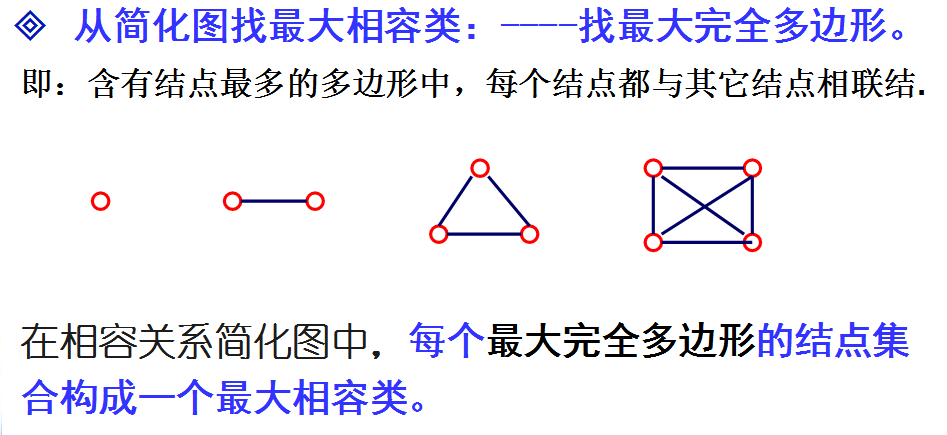 从简化图找最大相容类：----找最大完全多边形。
即：含有结点最多的多边形中，每个结点都与其它结点相联结.
在相容关系简化图中，每个最大完全多边形的结点集
合构成一个最大相容类。